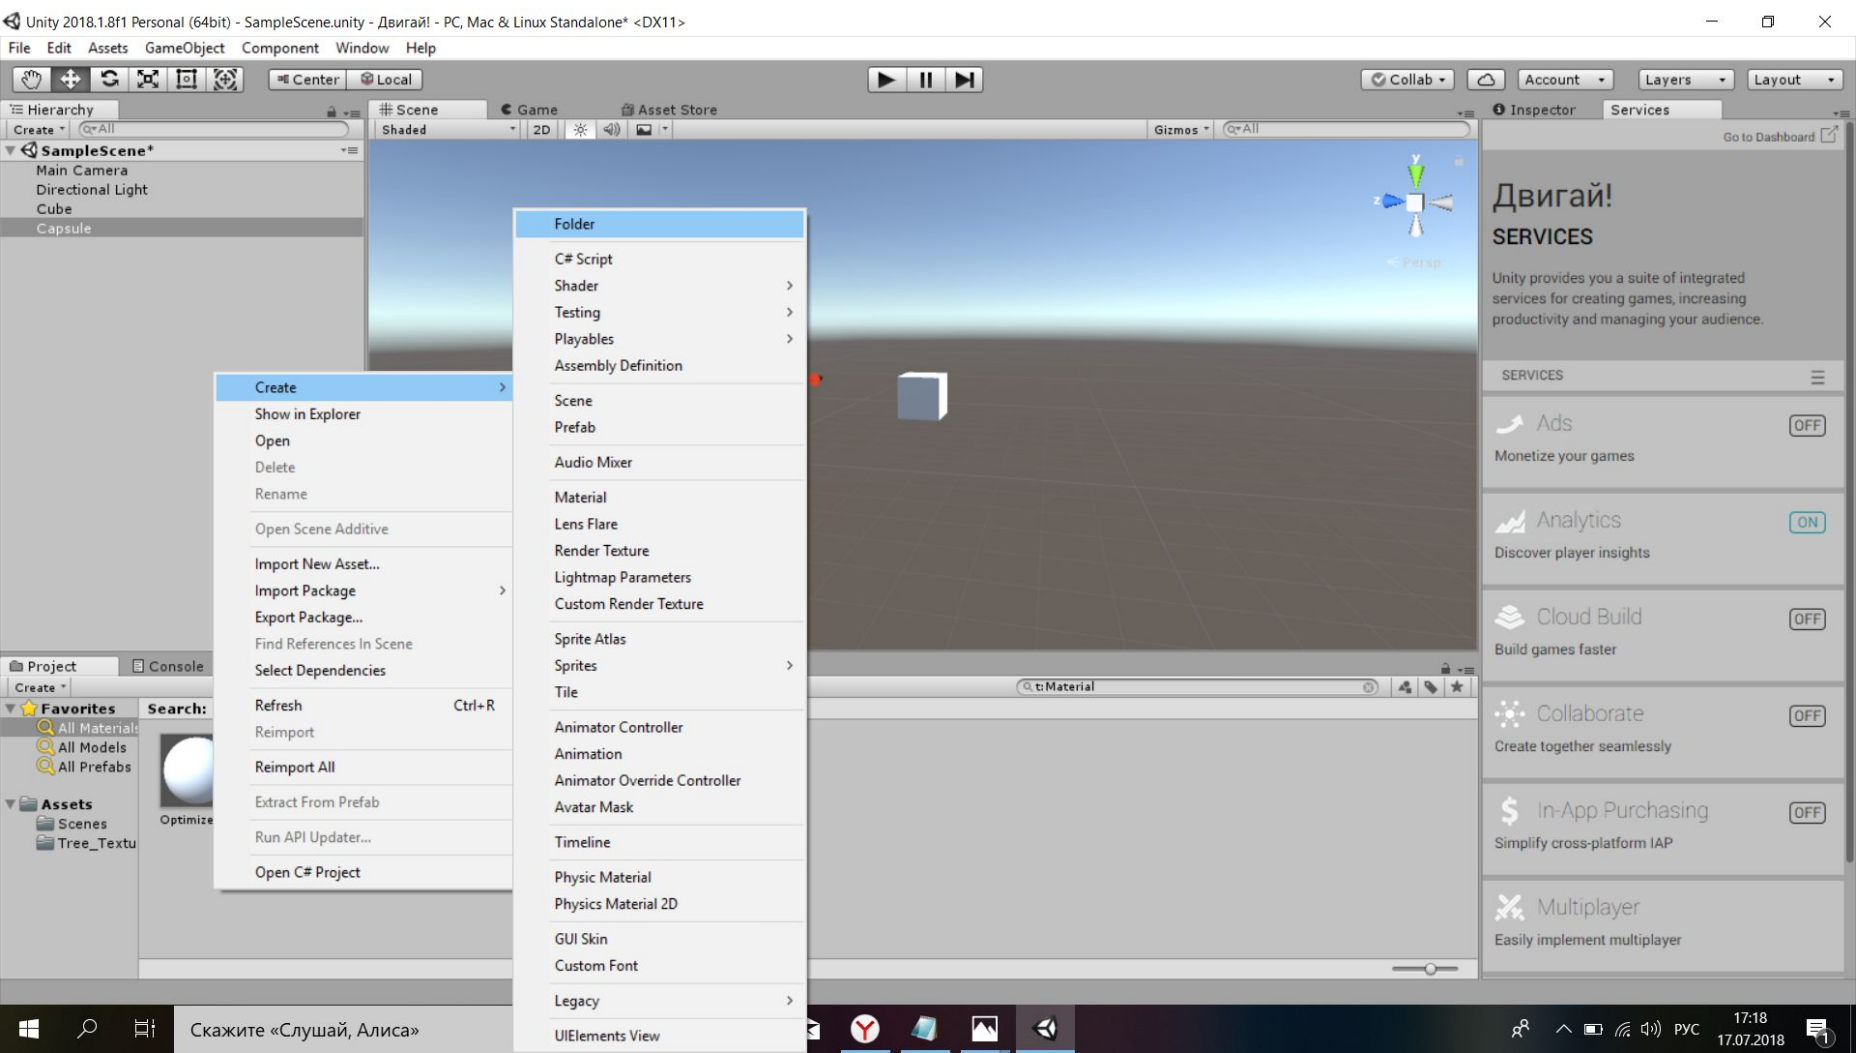 Unity 2018.1.8f1 Personal (64bit) - SampleScene.unity - Двигай! - PC, Mac & Linux Standalone* <DX11>
File Edit Assets GameObject Component Window Help
Center Local Collab Account Layers Layout
Hierarchy
Create All
SampleScene*
Main Camera
Directional Light
Cube
Capsule
Scene Game Asset Store
Shaded 2D Gizmos All
y
z
Persp
Create
Show in Explorer
Open
Delete
Rename
Open Scene Additive
Import New Asset...
Import Package
Export Package...
Find References In Scene
Select Dependencies
Refresh Ctrl+R
Reimport
Reimport All
Extract From Prefab
Run API Updater...
Open C# Project
Folder
C# Script
Shader
Testing
Playables
Assembly Definition
Scene
Prefab
Audio Mixer
Material
Lens Flare
Render Texture
Lightmap Parameters
Custom Render Texture
Sprite Atlas
Sprites
Tile
Animator Controller
Animation
Animator Override Controller
Avatar Mask
Timeline
Physic Material
Physics Material 2D
GUI Skin
Custom Font
Legacy
UIElements View
Project Console
Create
t:Material
Favorites
All Materials
All Models
All Prefabs
Assets
Scenes
Tree_Textu
Search:
Optimize
Inspector Services
Go to Dashboard
Двигай!
SERVICES
Unity provides you a suite of integrated
services for creating games, increasing
productivity and managing your audience.
SERVICES
Ads OFF
Monetize your games
Analytics ON
Discover player insights
Cloud Build OFF
Build games faster
Collaborate OFF
Create together seamlessly
In-App Purchasing OFF
Simplify cross-platform IAP
Multiplayer
Easily implement multiplayer
Скажите «Слушай, Алиса»
РУС
17:18
17.07.2018
1